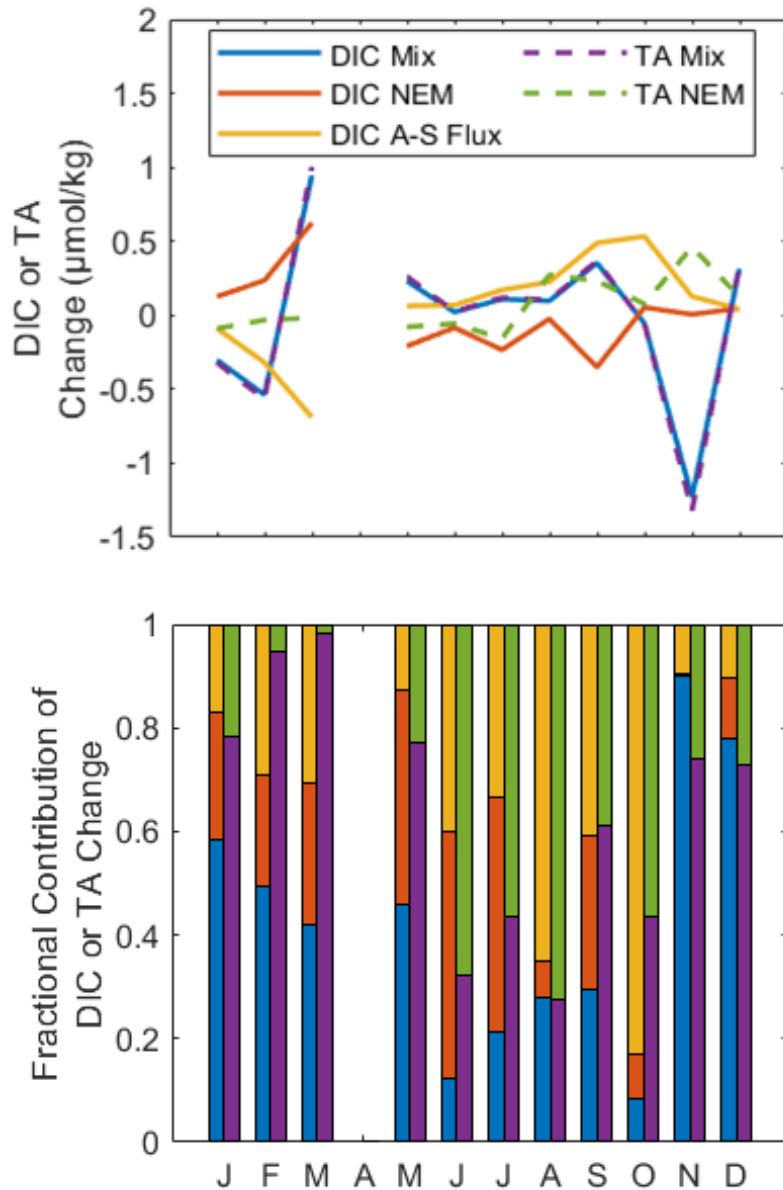 2
1.5
1
0.5
0
-0.5
-1
-1.5
DIC or TA
Change (µmol/kg)
DIC Mix
TA Mix
DIC NEM
TA NEM
DIC A-S Flux
1
0.8
0.6
0.4
0.2
0
Fractional Contribution of
DIC or TA Change
J F M A M J J A S O N D